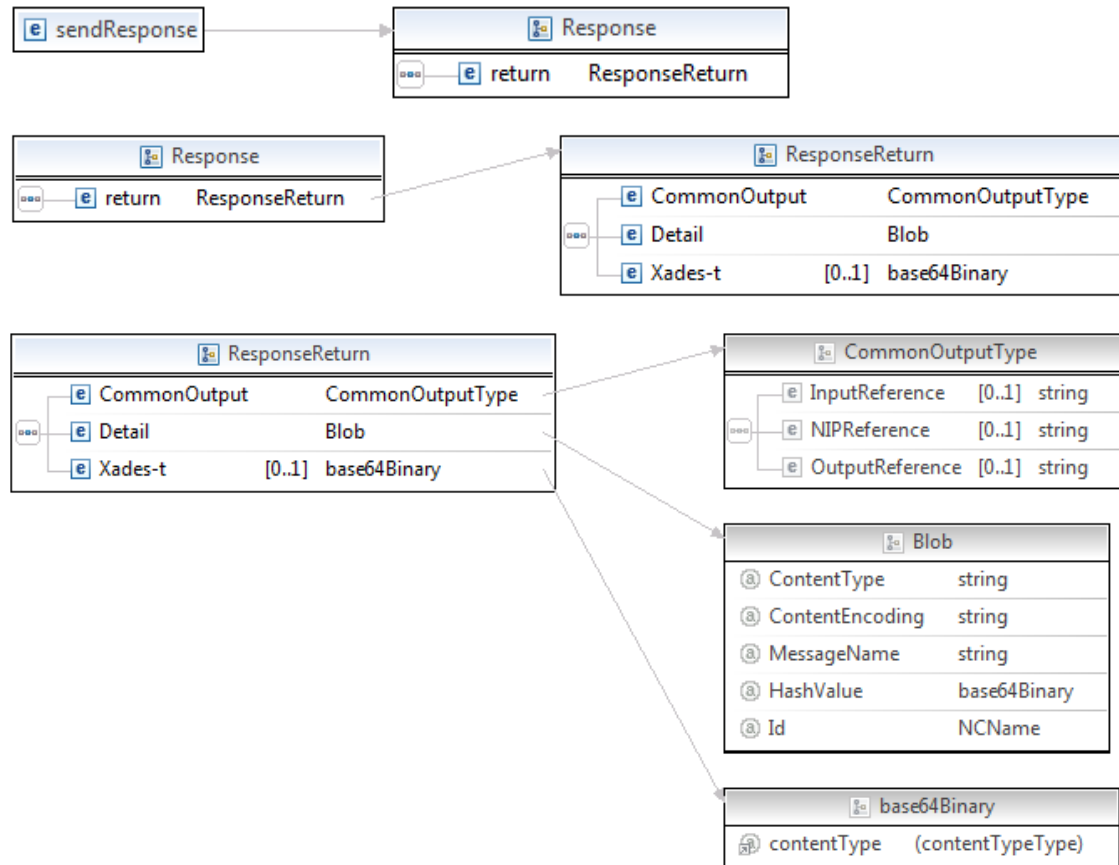 e sendResponse
Response
e return ResponseReturn
Response
e return ResponseReturn
ResponseReturn
e CommonOutput CommonOutputType
e Detail Blob
e Xades-t [0..1] base64Binary
ResponseReturn
e CommonOutput CommonOutputType
e Detail Blob
e Xades-t [0..1] base64Binary
CommonOutputType
e InputReference [0..1] string
e NIPReference [0..1] string
e OutputReference [0..1] string
Blob
a ContentType string
a ContentEncoding string
a MessageName string
a HashValue base64Binary
a Id NCName
base64Binary
a contentType (contentTypeType)